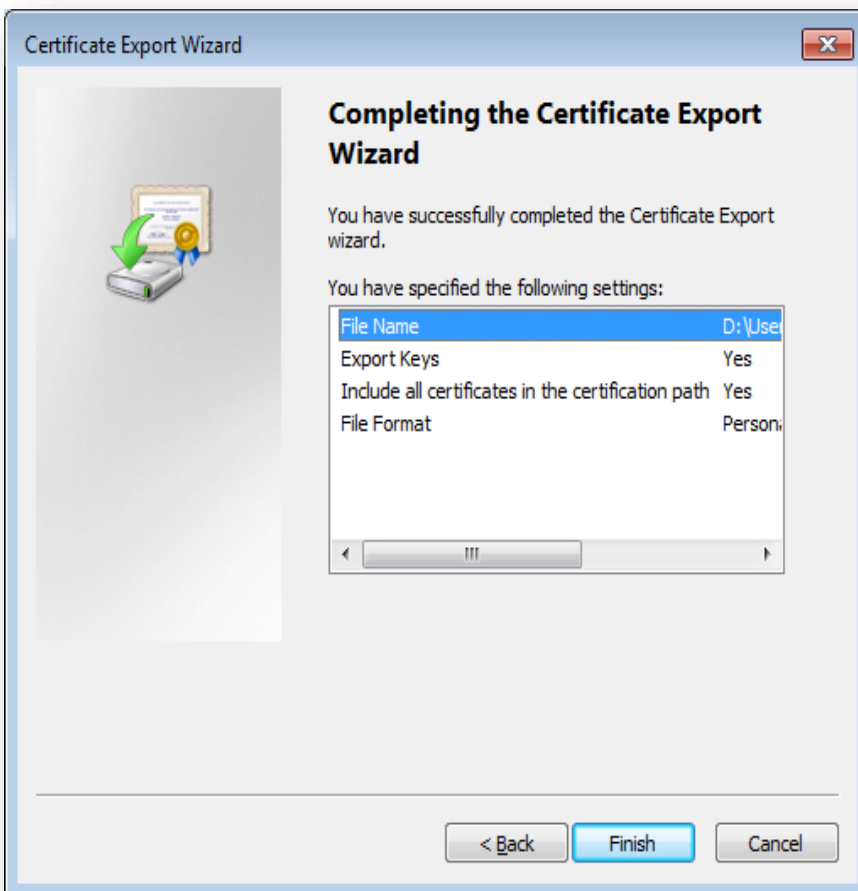 Certificate Export Wizard
Completing the Certificate Export
Wizard
You have successfully completed the Certificate Export
wizard.
You have specified the following settings:
File Name D:\User
Export Keys Yes
Include all certificates in the certification path Yes
File Format Persona
< Back Finish Cancel